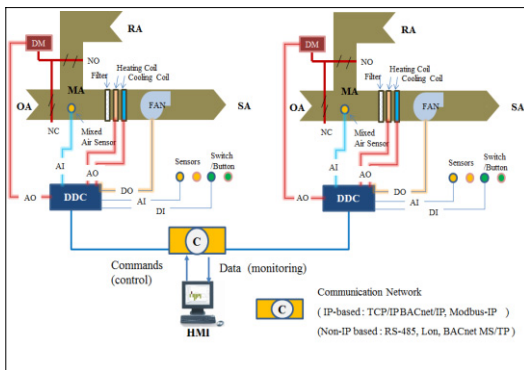 RA
DM
NO
Heating Coil
Filter
Cooling Coil
MA
OA
FAN
SA
NC
Mixed
Air Sensor
AI
Sensors
Switch
/Button
AO
AO
DO
DDC
AI
DI
RA
DM
NO
Heating Coil
Filter
Cooling Coil
MA
OA
FAN
SA
NC
Mixed
Air Sensor
AI
Sensors
Switch
/Button
AO
AO
DO
DDC
AI
DI
C
Commands
(control)
Data (monitoring)
HMI
C
Communication Network
( IP-based : TCP/IPBACnet/IP, Modbus-IP )
(Non-IP based : RS-485, Lon, BACnet MS/TP )